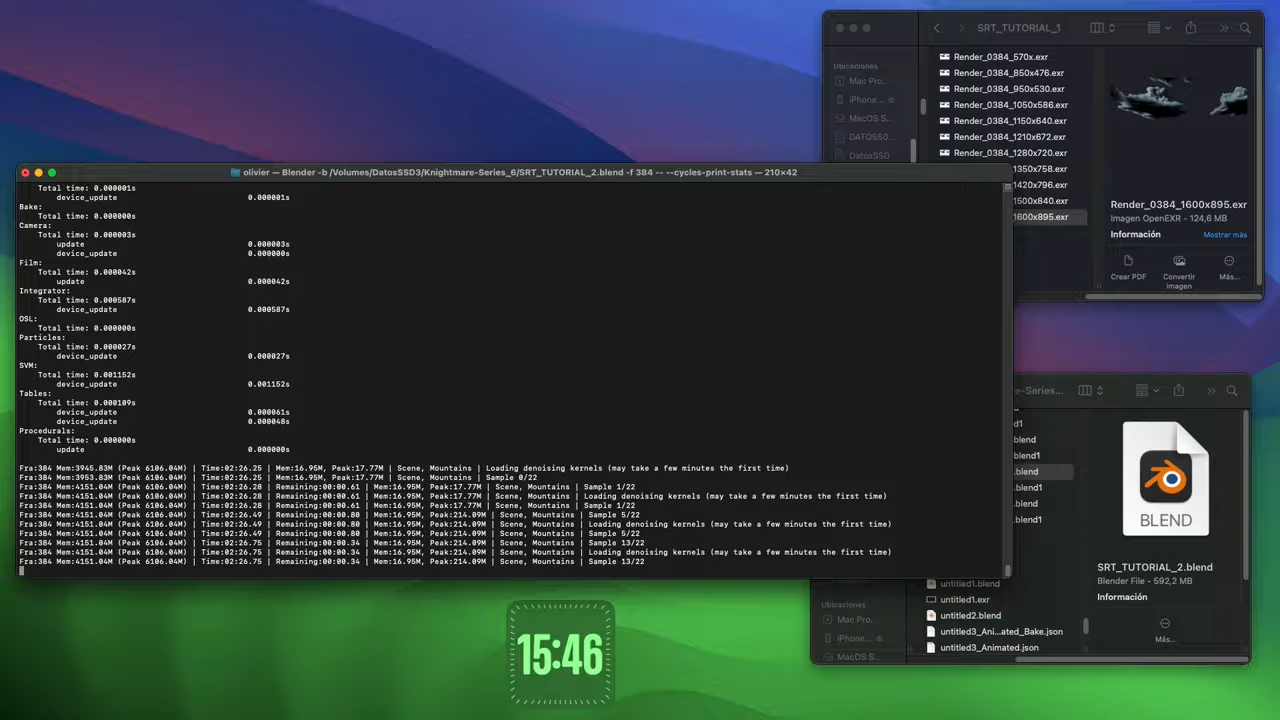 SRT_TUTORIAL_1
Ubicaciones
Mac Pro...
iPhone...
MacOS S...
DATOS50...
DatosSSD
Render_0384_570x.exr
Render_0384_850x476.exr
Render_0384_950x530.exr
Render_0384_1050x586.exr
Render_0384_1150x640.exr
Render_0384_1210x672.exr
Render_0384_1280x720.exr
1350x758.exr
1420x796.exr
1500x840.exr
1600x895.exr
Render_0384_1600x895.exr
Imagen OpenEXR - 124,6 MB
Información
Mostrar más
Crear PDF
Convertir imagen
Más...
olivier — Blender -b /Volumes/DatosSSD3/Knightmare-Series_6/SRT_TUTORIAL_2.blend -f 384 -- --cycles-print-stats — 210×42
Total time: 0.000001s
device_update 0.000001s
Bake:
Total time: 0.000000s
Camera:
Total time: 0.000003s
update 0.000003s
device_update 0.000000s
Film:
Total time: 0.000042s
update 0.000042s
Integrator:
Total time: 0.000587s
device_update 0.000587s
OSL:
Total time: 0.000000s
Particles:
Total time: 0.000027s
device_update 0.000027s
SVM:
Total time: 0.001152s
device_update 0.001152s
Tables:
Total time: 0.000109s
device_update 0.000061s
device_update 0.000048s
Procedurals:
Total time: 0.000000s
update 0.000000s
Fra:384 Mem:3945.83M (Peak 6106.04M) | Time:02:26.25 | Mem:16.95M, Peak:17.77M | Scene, Mountains | Loading denoising kernels (may take a few minutes the first time)
Fra:384 Mem:3953.83M (Peak 6106.04M) | Time:02:26.25 | Mem:16.95M, Peak:17.77M | Scene, Mountains | Sample 0/22
Fra:384 Mem:4151.04M (Peak 6106.04M) | Time:02:26.28 | Remaining:00:00.61 | Mem:16.95M, Peak:17.77M | Scene, Mountains | Sample 1/22
Fra:384 Mem:4151.04M (Peak 6106.04M) | Time:02:26.28 | Remaining:00:00.61 | Mem:16.95M, Peak:17.77M | Scene, Mountains | Loading denoising kernels (may take a few minutes the first time)
Fra:384 Mem:4151.04M (Peak 6106.04M) | Time:02:26.28 | Remaining:00:00.61 | Mem:16.95M, Peak:17.77M | Scene, Mountains | Sample 1/22
Fra:384 Mem:4151.04M (Peak 6106.04M) | Time:02:26.49 | Remaining:00:00.80 | Mem:16.95M, Peak:214.09M | Scene, Mountains | Sample 5/22
Fra:384 Mem:4151.04M (Peak 6106.04M) | Time:02:26.49 | Remaining:00:00.80 | Mem:16.95M, Peak:214.09M | Scene, Mountains | Loading denoising kernels (may take a few minutes the first time)
Fra:384 Mem:4151.04M (Peak 6106.04M) | Time:02:26.49 | Remaining:00:00.80 | Mem:16.95M, Peak:214.09M | Scene, Mountains | Sample 5/22
Fra:384 Mem:4151.04M (Peak 6106.04M) | Time:02:26.75 | Remaining:00:00.34 | Mem:16.95M, Peak:214.09M | Scene, Mountains | Sample 13/22
Fra:384 Mem:4151.04M (Peak 6106.04M) | Time:02:26.75 | Remaining:00:00.34 | Mem:16.95M, Peak:214.09M | Scene, Mountains | Loading denoising kernels (may take a few minutes the first time)
Fra:384 Mem:4151.04M (Peak 6106.04M) | Time:02:26.75 | Remaining:00:00.34 | Mem:16.95M, Peak:214.09M | Scene, Mountains | Sample 13/22
e-Series...
d1
.blend
.blend1
.blend
.blend1
.blend
.blend1
untitled1.blend
untitled1.exr
untitled2.blend
untitled3_Ani...ated_Bake.json
untitled3_Animated.json
Ubicaciones
Mac Pro...
iPhone...
MacOS S...
BLEND
SRT_TUTORIAL_2.blend
Blender File - 592,2 MB
Información
Más...
15:46